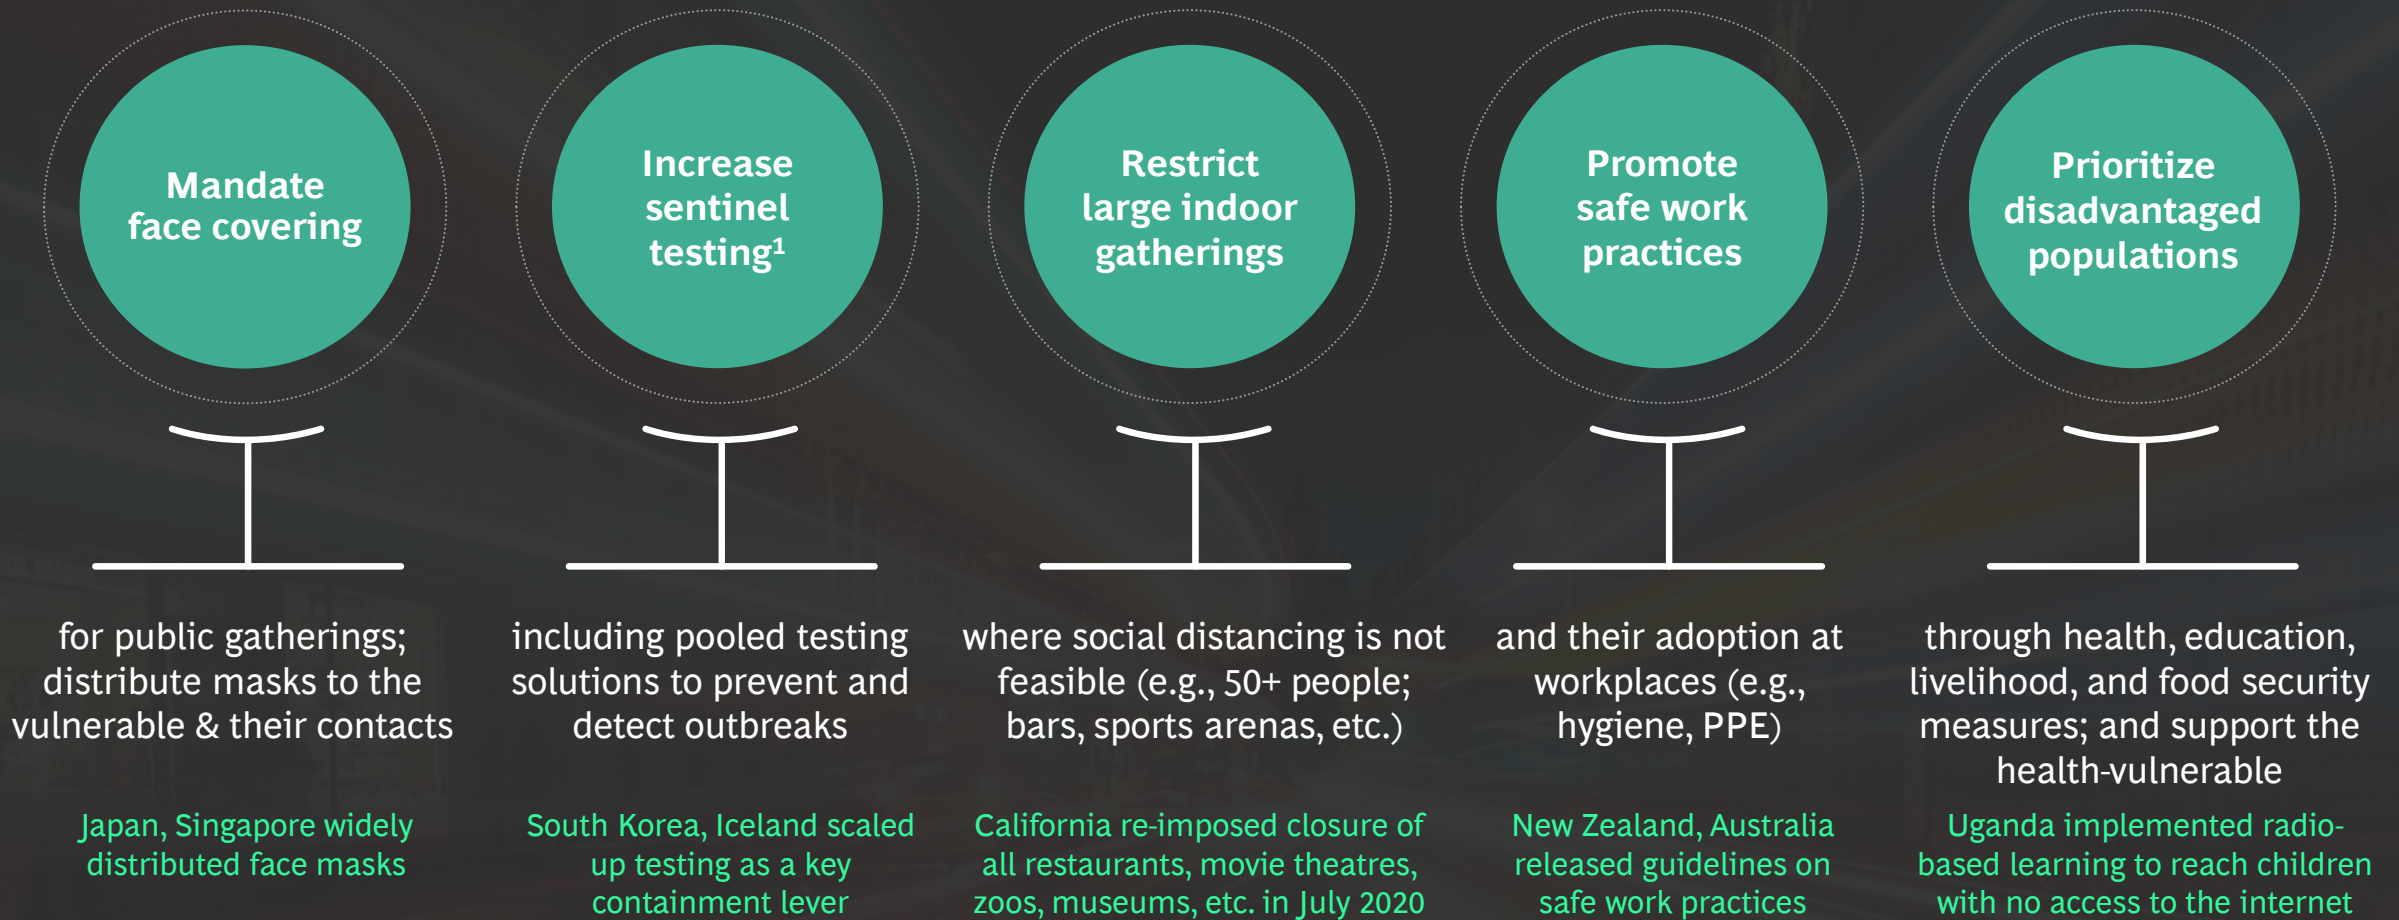 Mandate
face covering
for public gatherings;
distribute masks to the
vulnerable & their contacts
Japan, Singapore widely
distributed face masks
Increase
sentinel
testing¹
including pooled testing
solutions to prevent and
detect outbreaks
South Korea, Iceland scaled
up testing as a key
containment lever
Restrict
large indoor
gatherings
where social distancing is not
feasible (e.g., 50+ people;
bars, sports arenas, etc.)
California re-imposed closure of
all restaurants, movie theatres,
zoos, museums, etc. in July 2020
Promote
safe work
practices
and their adoption at
workplaces (e.g.,
hygiene, PPE)
New Zealand, Australia
released guidelines on
safe work practices
Prioritize
disadvantaged
populations
through health, education,
livelihood, and food security
measures; and support the
health-vulnerable
Uganda implemented radio-
based learning to reach children
with no access to the internet